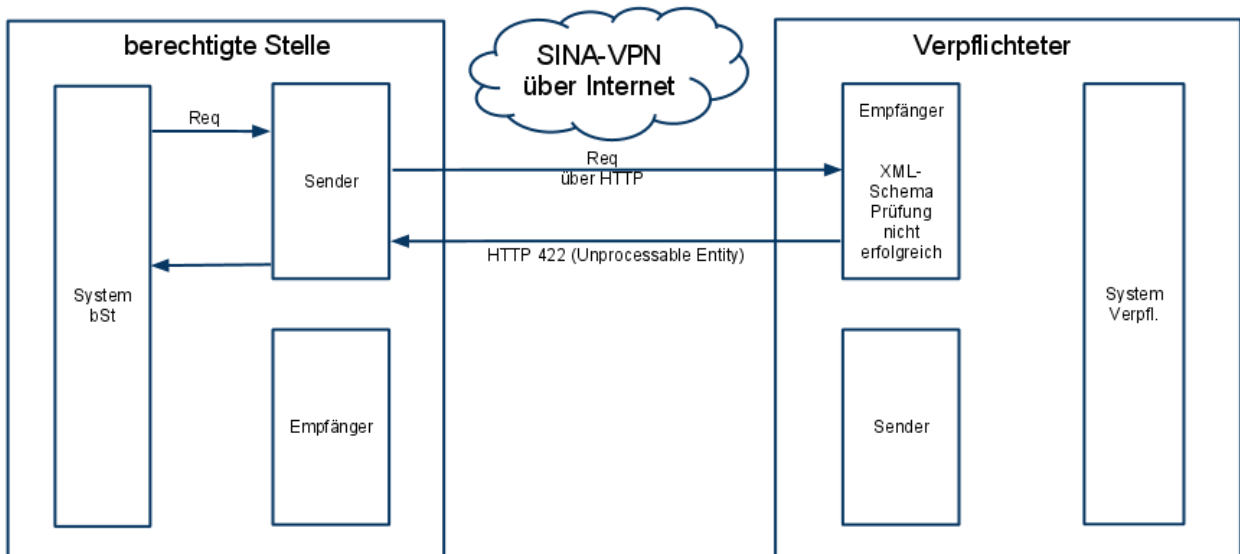 berechtigte Stelle
SINA-VPN
über Internet
Verpflichteter
Req
Sender
Req
über HTTP
Empfänger
XML-
Schema
Prüfung
nicht
erfolgreich
HTTP 422 (Unprocessable Entity)
System
bSt
System
Verpfl.
Empfänger
Sender